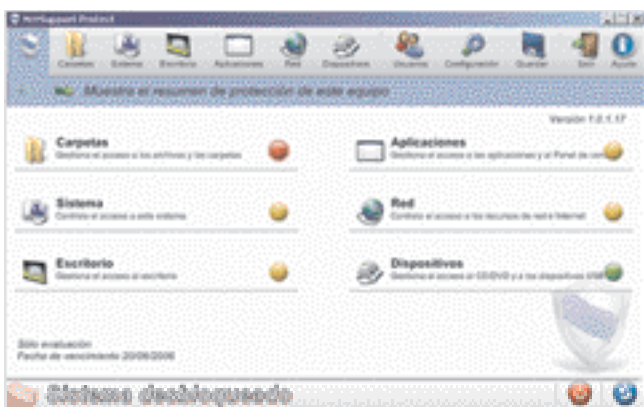 NetSupport Protect
Carpetas Sistema Escritorio Aplicaciones Red Dispositivos Usuarios Configuración Guardar Salir Ayuda
Muestra el resumen de protección de este equipo
Versión 1.0.1.17
Carpetas
Gestiona el acceso a los archivos y las carpetas
Aplicaciones
Gestiona el acceso a las aplicaciones y al Panel de
Sistema
Controla el acceso a este sistema
Red
Controla el acceso a los recursos de red e Internet
Escritorio
Gestiona el acceso al escritorio
Dispositivos
Gestiona el acceso al CD/DVD y a los dispositivos USB
Sólo evaluación
Fecha de vencimiento 20/06/2006
Sistema desbloqueado